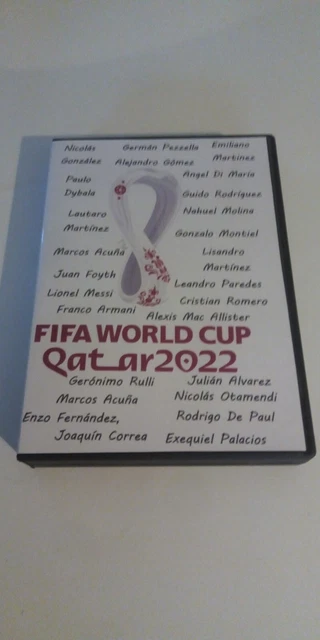 Nicolás González
Germán Pezzella
Emiliano Martínez
Alejandro Gómez
Paulo Dybala
Angel Di María
Guido Rodríguez
Lautaro Martínez
Nahuel Molina
Gonzalo Montiel
Marcos Acuña
Lisandro Martínez
Juan Foyth
Leandro Paredes
Lionel Messi
Cristian Romero
Franco Armani
Alexis Mac Allister
FIFA WORLD CUP
Qatar2022
Gerónimo Rulli
Julián Alvarez
Marcos Acuña
Nicolás Otamendi
Enzo Fernández,
Rodrigo De Paul
Joaquín Correa
Exequiel Palacios